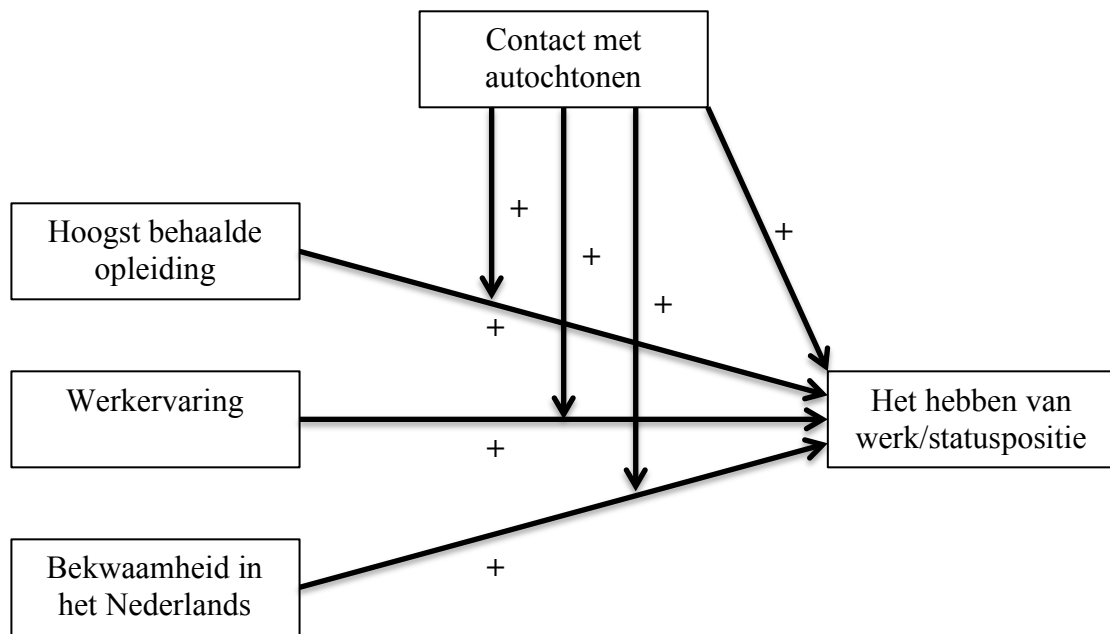 Contact met
autochtonen
+
+
+
+
Hoogst behaalde
opleiding
+
Werkervaring
+
Het hebben van
werk/statuspositie
Bekwaamheid in
het Nederlands
+